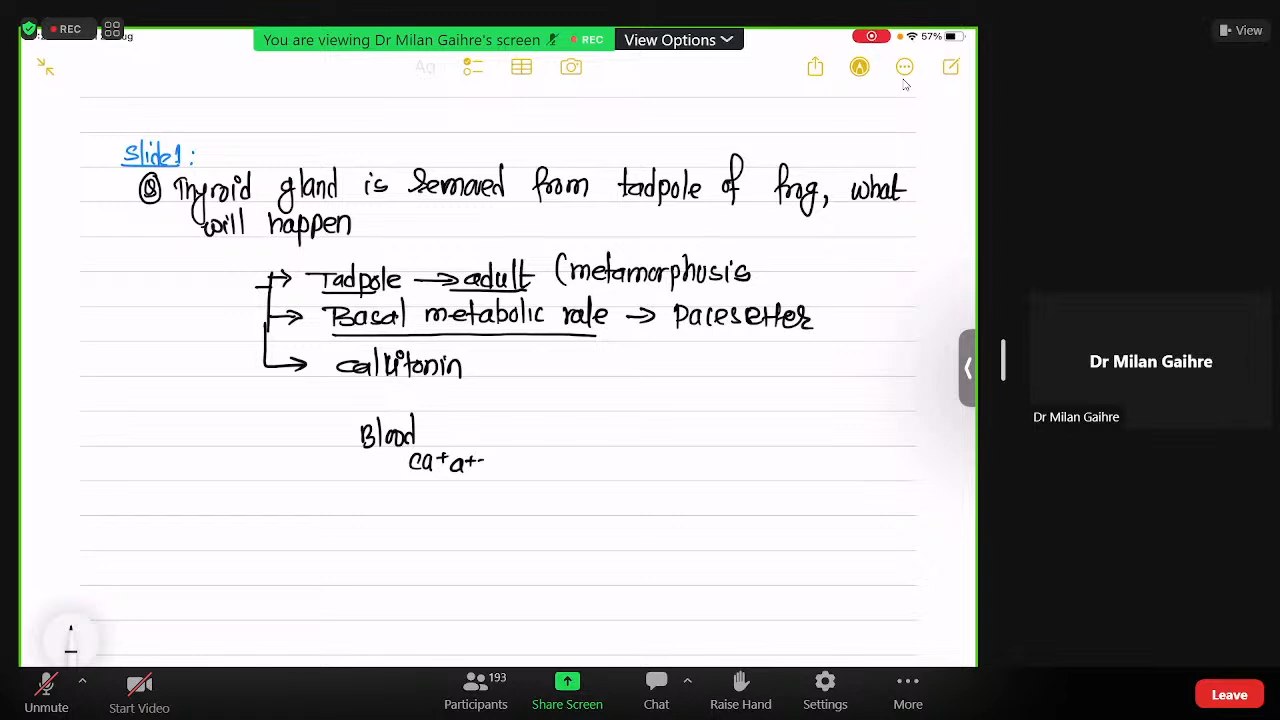 REC
You are viewing Dr Milan Gaihre's screen REC View Options
57%
View
Aa
Slide1:
Q Thyroid gland is removed from tadpole of frog, what
will happen
→ Tadpole → adult (metamorphosis
→ Basal metabolic rate → pacesetter
→ calcitonin
Blood
ca+a++
Dr Milan Gaihre
Dr Milan Gaihre
Unmute
Start Video
193
Participants
Share Screen
Chat
Raise Hand
Settings
More
Leave